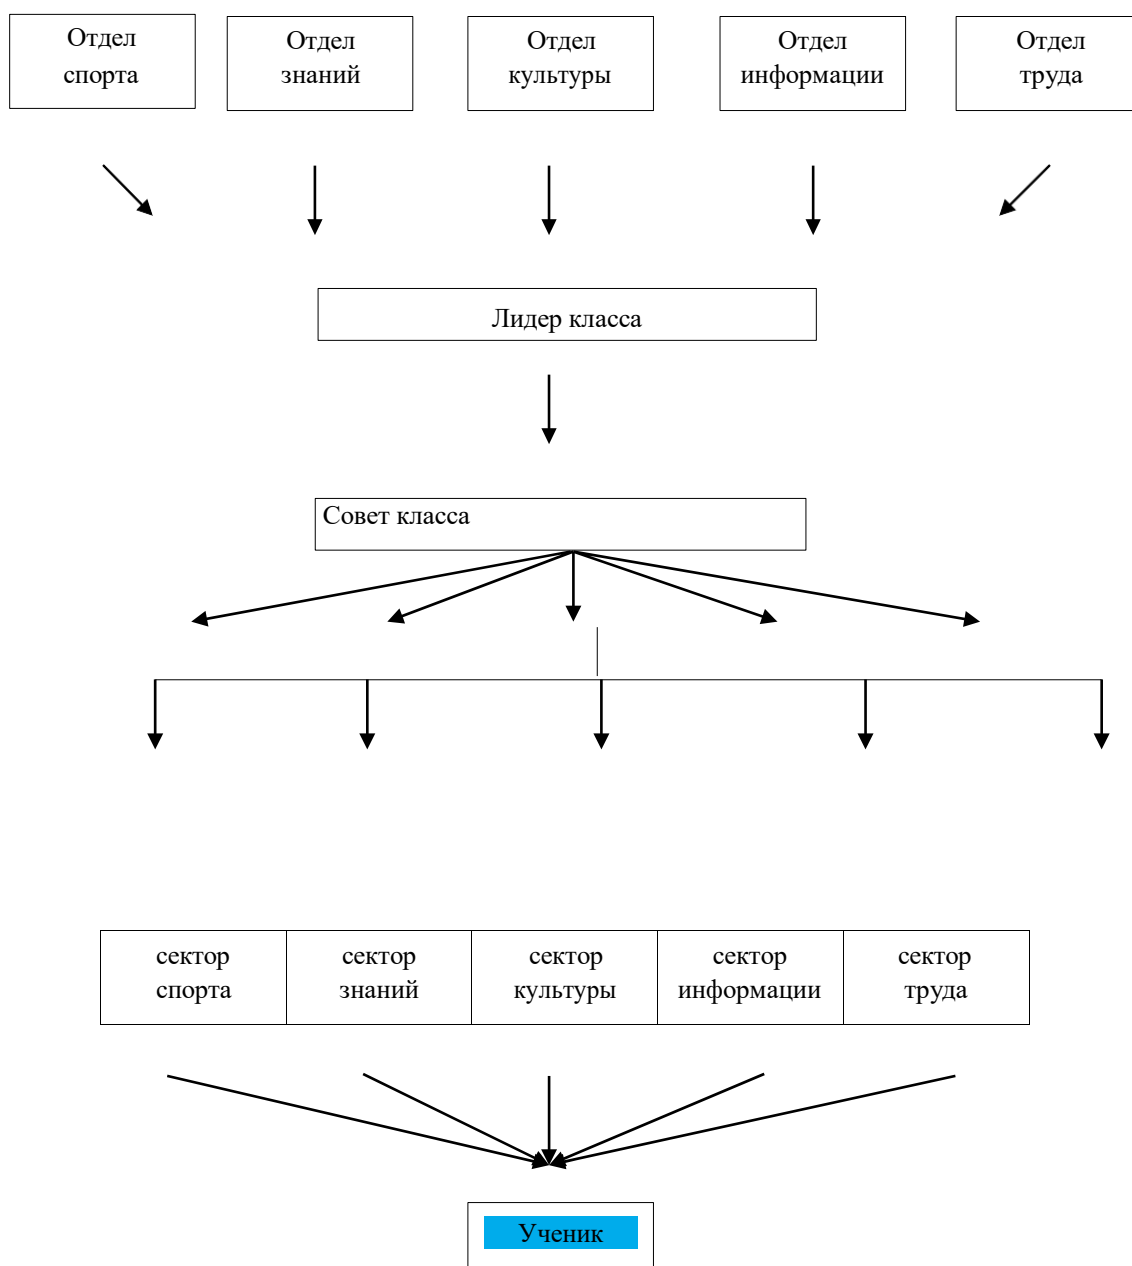 Отдел
спорта
Отдел
знаний
Отдел
культуры
Отдел
информации
Отдел
труда
Лидер класса
Совет класса
сектор
спорта
сектор
знаний
сектор
культуры
сектор
информации
сектор
труда
Ученик